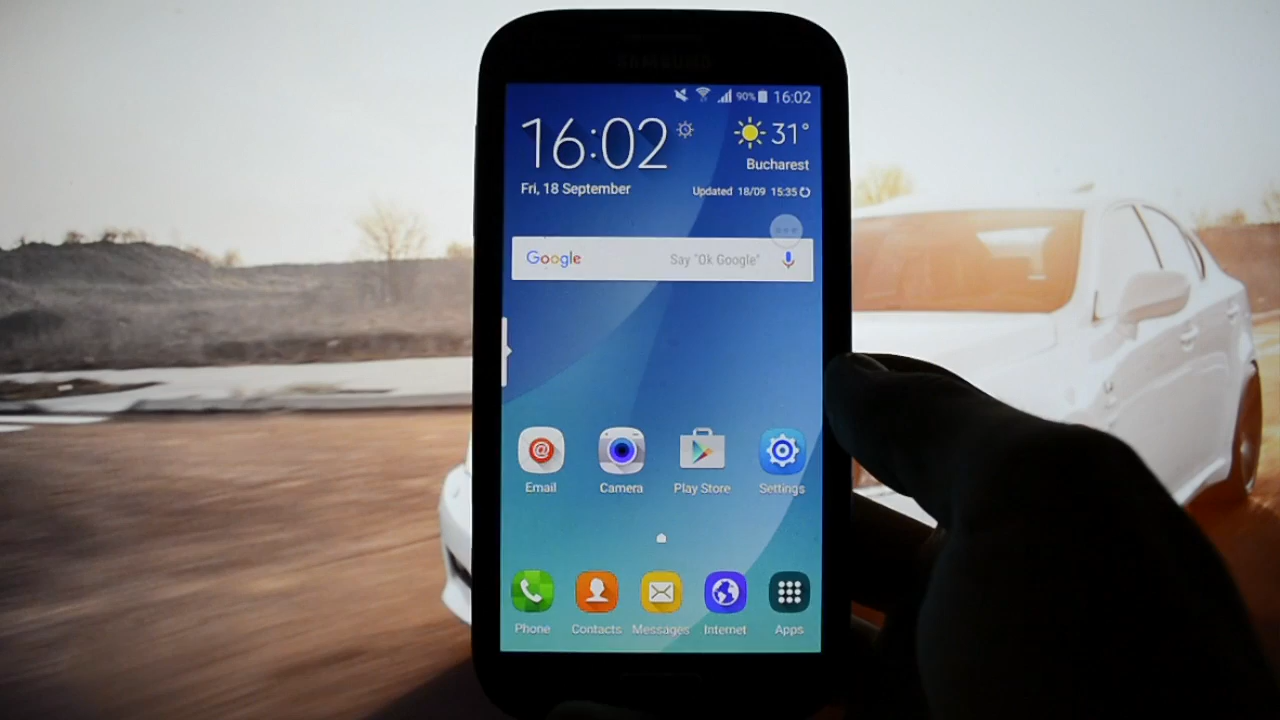 SAMSUNG
90% 16:02
16:02
31°
Bucharest
Fri, 18 September
Updated 18/09 15:35
Google Say "Ok Google"
Email Camera Play Store Settings
Phone Contacts Messages Internet Apps